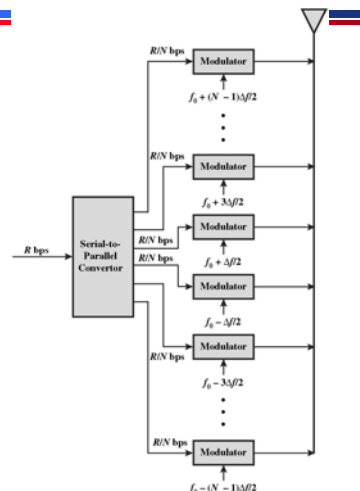 R/N bps
Modulator
f0 + (N – 1)Δf/2
R/N bps
Modulator
f0 + 3Δf/2
R bps
Serial-to-
Parallel
Convertor
R/N bps
Modulator
f0 + Δf/2
R/N bps
Modulator
f0 – Δf/2
R/N bps
Modulator
f0 – 3Δf/2
R/N bps
Modulator
f0 – (N – 1)Δf/2